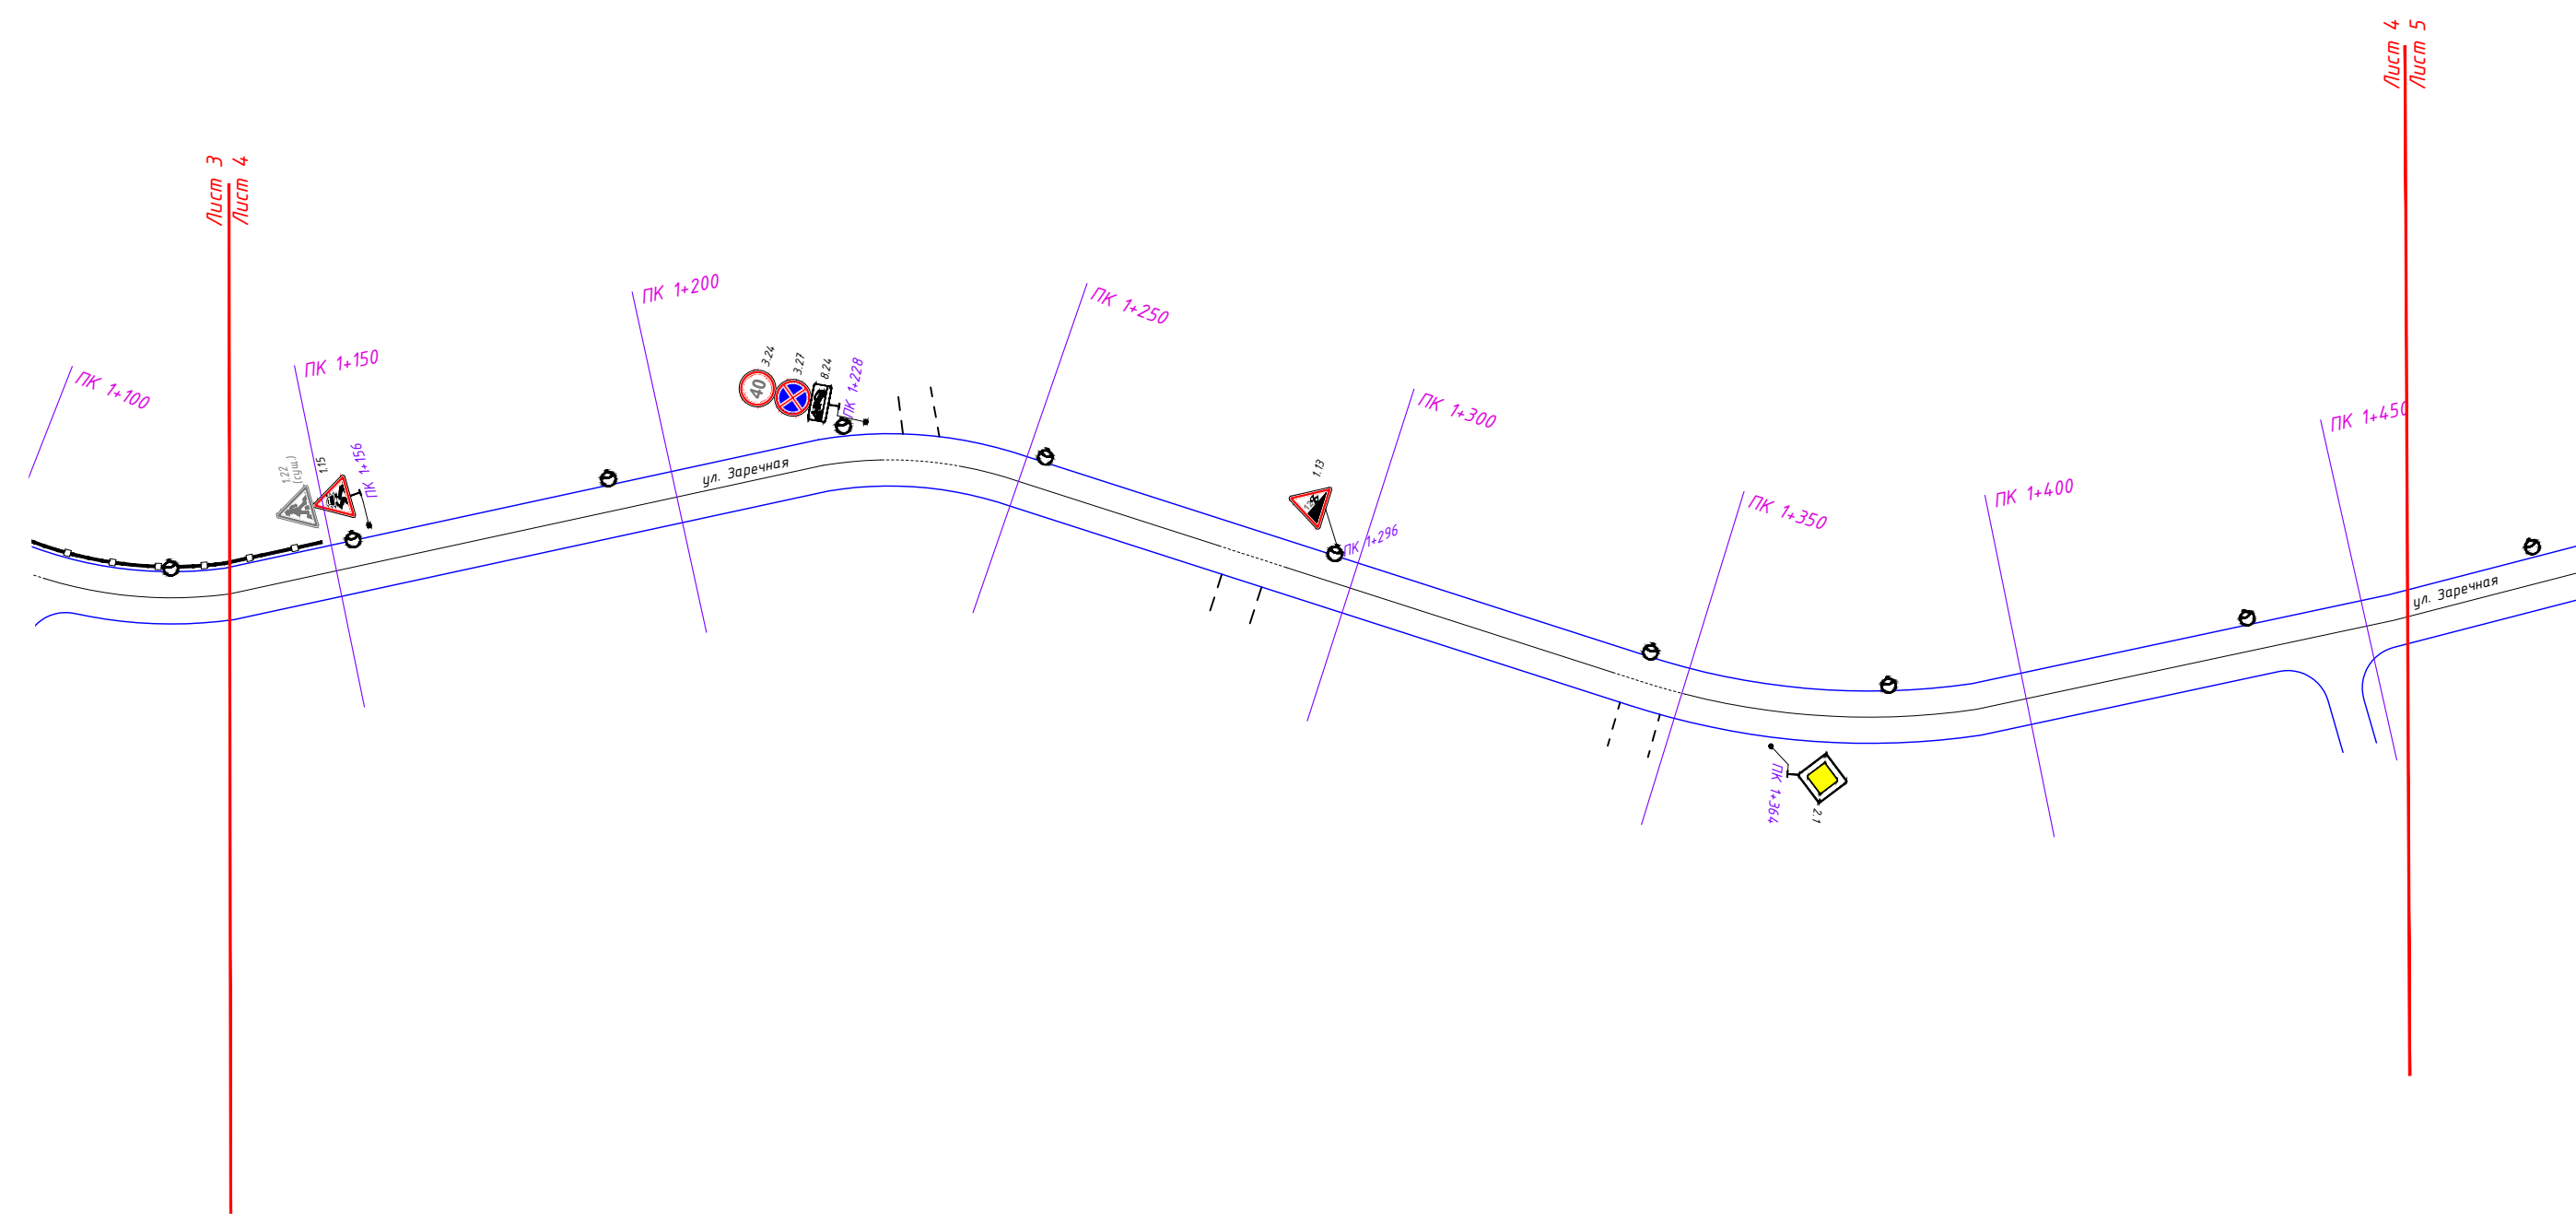 Лист 3
Лист 4
Лист 4
Лист 5
ПК 1+100
ПК 1+150
ПК 1+200
ПК 1+250
ПК 1+300
ПК 1+350
ПК 1+400
ПК 1+450
1.22
(сущ.)
1.15
ПК 1+156
40
3.24
3.27
8.24
ПК 1+228
ул. Заречная
1.13
ПК 1+296
ПК 1+364
2.1
ул. Заречная